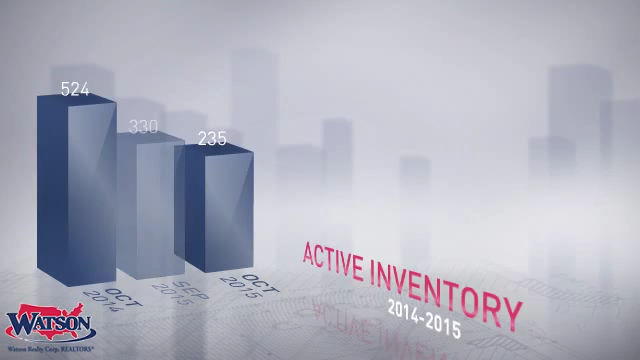 524
330
235
OCT
2014
SEP
2015
OCT
2015
ACTIVE INVENTORY
2014-2015
WATSON
Watson Realty Corp. REALTORS®